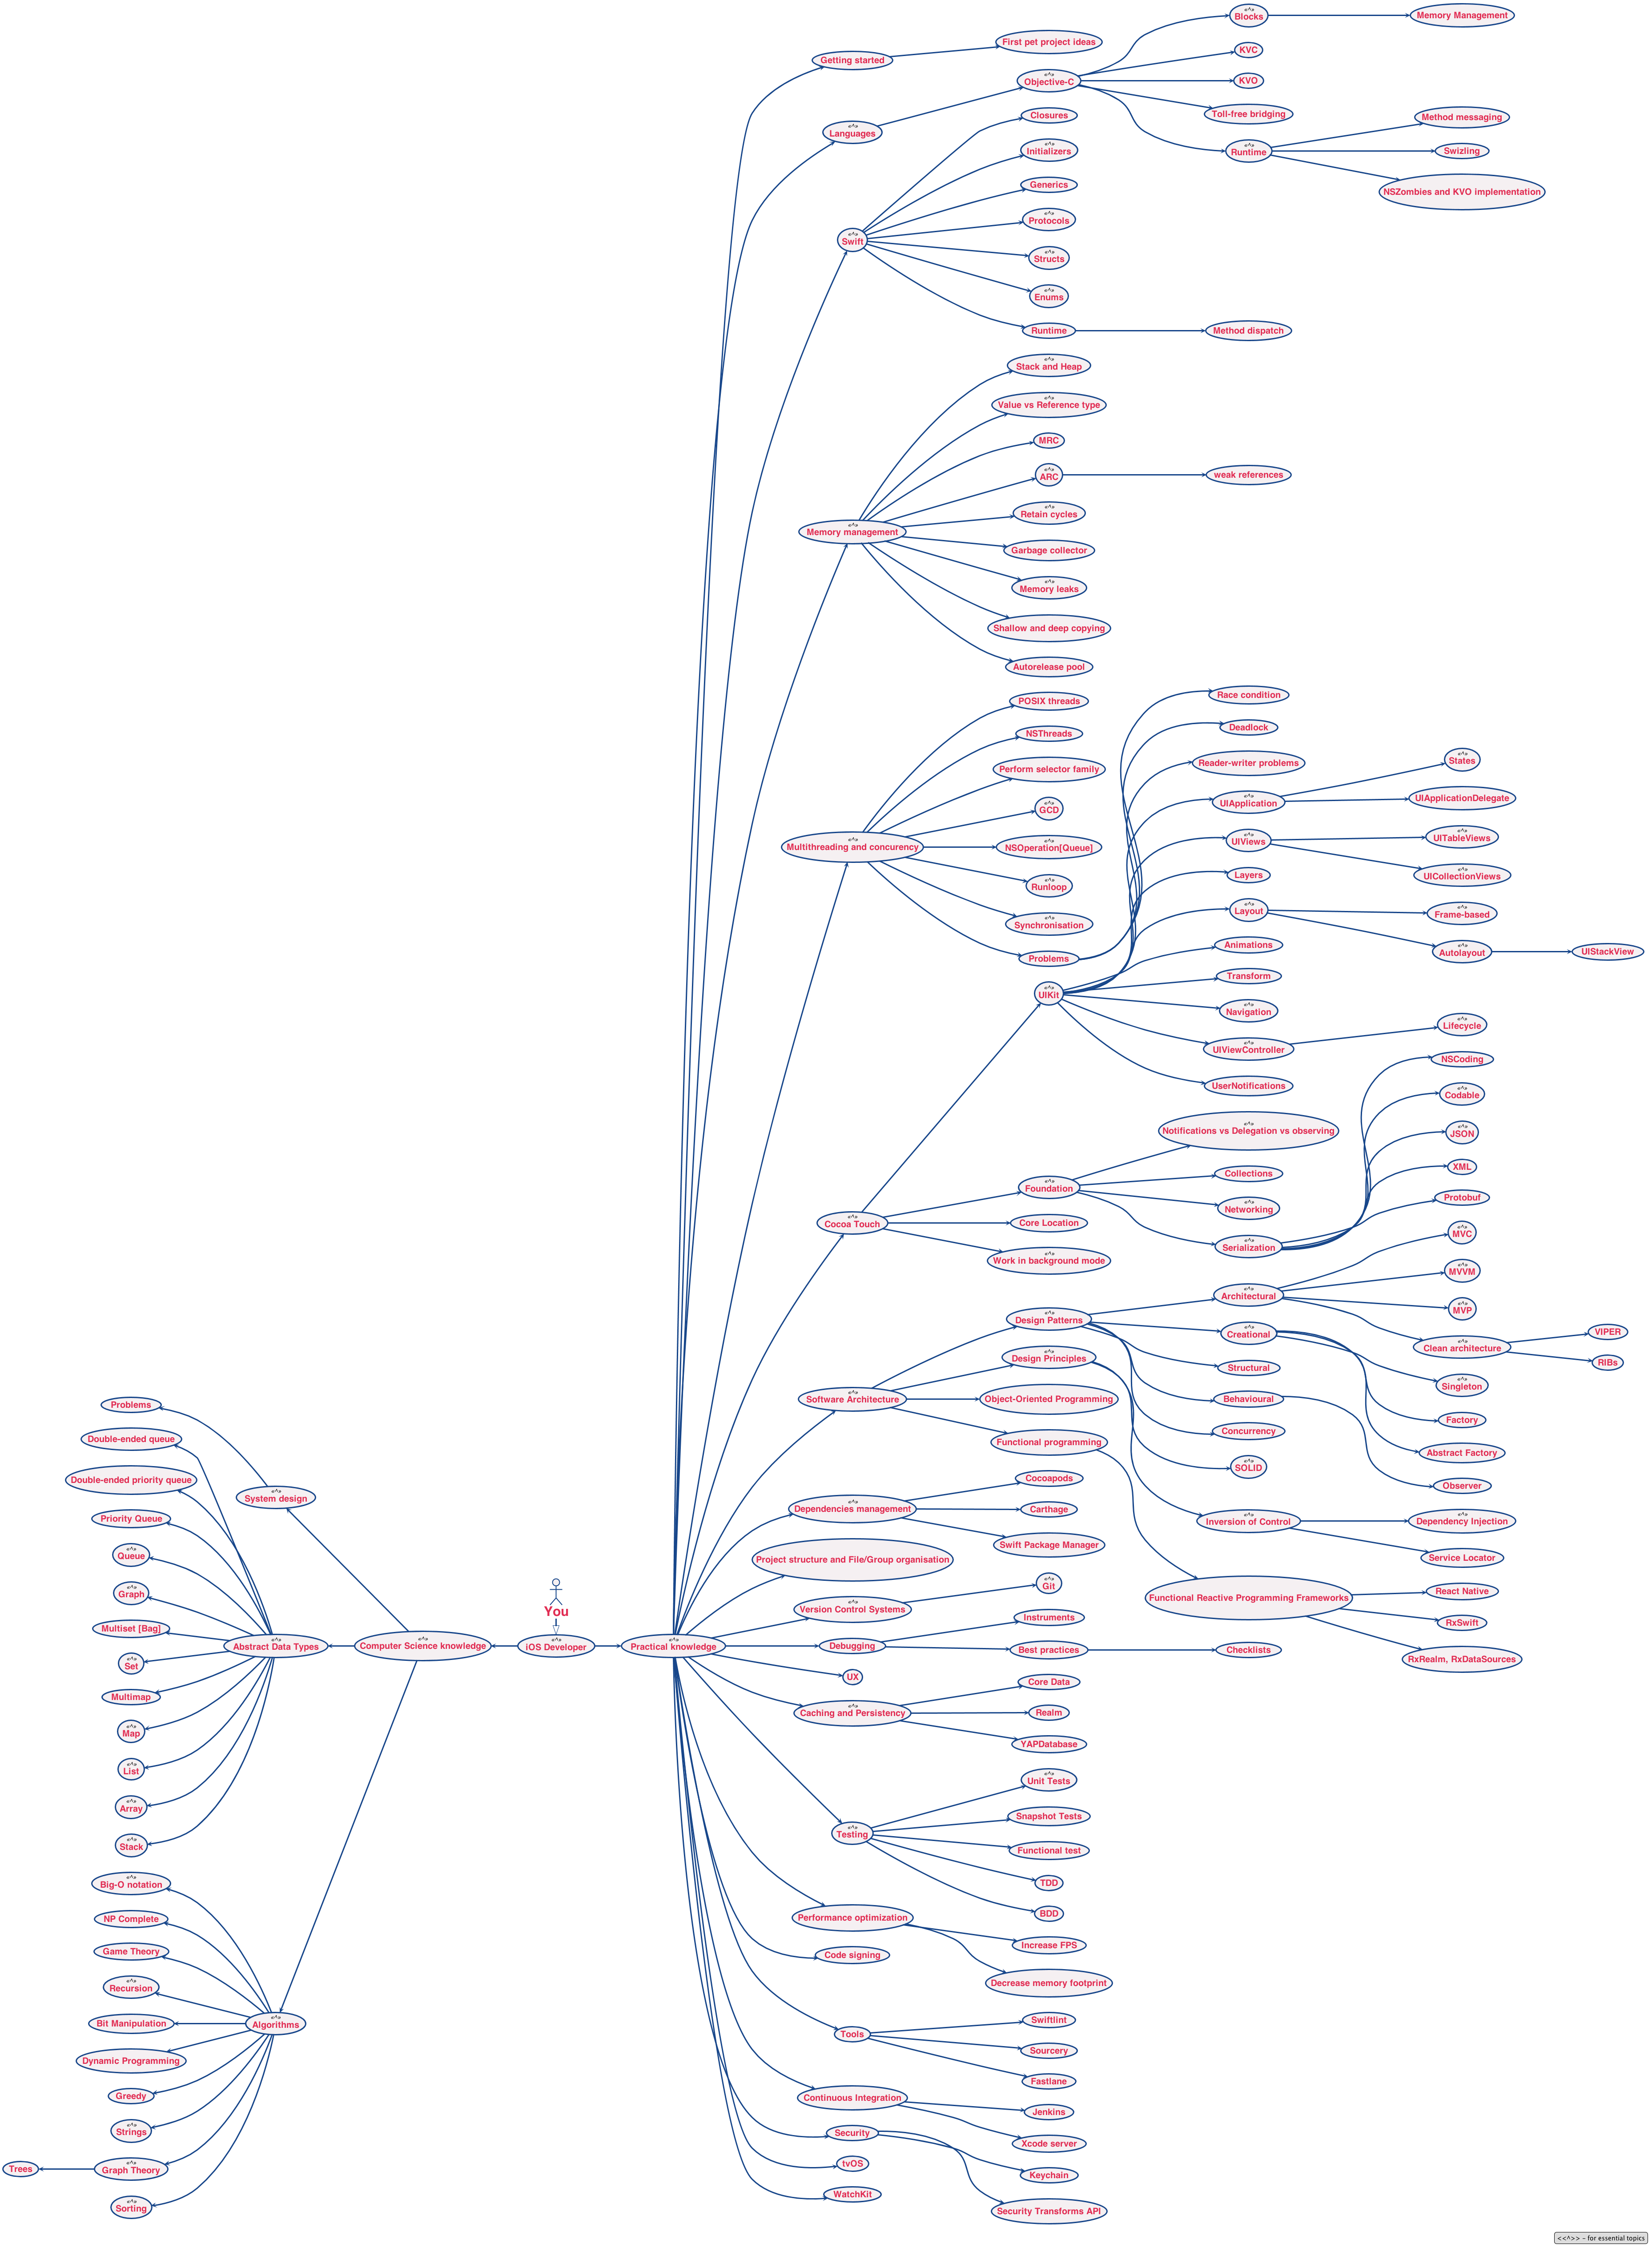 You
«^»
iOS Developer
«^»
Computer Science knowledge
«^»
System design
Problems
«^»
Abstract Data Types
Double-ended queue
Double-ended priority queue
Priority Queue
«^»
Queue
«^»
Graph
Multiset [Bag]
«^»
Set
Multimap
«^»
Map
«^»
List
«^»
Array
«^»
Stack
«^»
Algorithms
«^»
Big-O notation
NP Complete
Game Theory
«^»
Recursion
Bit Manipulation
Dynamic Programming
Greedy
«^»
Strings
«^»
Graph Theory
Trees
«^»
Sorting
«^»
Practical knowledge
Getting started
First pet project ideas
«^»
Languages
«^»
Objective-C
«^»
Blocks
Memory Management
KVC
KVO
Toll-free bridging
«^»
Runtime
Method messaging
Swizling
NSZombies and KVO implementation
«^»
Swift
Closures
«^»
Initializers
Generics
«^»
Protocols
«^»
Structs
«^»
Enums
Runtime
Method dispatch
«^»
Memory management
«^»
Stack and Heap
«^»
Value vs Reference type
MRC
«^»
ARC
weak references
«^»
Retain cycles
Garbage collector
«^»
Memory leaks
Shallow and deep copying
Autorelease pool
«^»
Multithreading and concurency
POSIX threads
NSThreads
Perform selector family
«^»
GCD
«^»
NSOperation[Queue]
«^»
Runloop
«^»
Synchronisation
Problems
Race condition
Deadlock
Reader-writer problems
«^»
Cocoa Touch
«^»
UIKit
«^»
UIApplication
«^»
States
UIApplicationDelegate
«^»
UIViews
«^»
UITableViews
«^»
UICollectionViews
Layers
«^»
Layout
«^»
Frame-based
«^»
Autolayout
UIStackView
Animations
Transform
«^»
Navigation
«^»
UIViewController
«^»
Lifecycle
UserNotifications
«^»
Foundation
«^»
Notifications vs Delegation vs observing
Collections
«^»
Networking
«^»
Serialization
NSCoding
«^»
Codable
«^»
JSON
XML
Protobuf
Core Location
«^»
Work in background mode
«^»
Software Architecture
«^»
Design Patterns
«^»
Architectural
«^»
MVC
«^»
MVVM
«^»
MVP
«^»
Clean architecture
VIPER
RIBs
«^»
Creational
«^»
Singleton
Factory
Abstract Factory
Structural
Behavioural
Observer
Concurrency
«^»
Design Principles
«^»
SOLID
«^»
Inversion of Control
«^»
Dependency Injection
Service Locator
Object-Oriented Programming
Functional programming
Functional Reactive Programming Frameworks
React Native
RxSwift
RxRealm, RxDataSources
«^»
Dependencies management
Cocoapods
Carthage
Swift Package Manager
Project structure and File/Group organisation
«^»
Version Control Systems
«^»
Git
Debugging
Instruments
Best practices
Checklists
UX
«^»
Caching and Persistency
Core Data
Realm
YAPDatabase
«^»
Testing
«^»
Unit Tests
Snapshot Tests
Functional test
TDD
BDD
Performance optimization
Increase FPS
Decrease memory footprint
Code signing
Tools
Swiftlint
Sourcery
Fastlane
Continuous Integration
Jenkins
Xcode server
Security
Keychain
Security Transforms API
tvOS
WatchKit
<<^>> - for essential topics